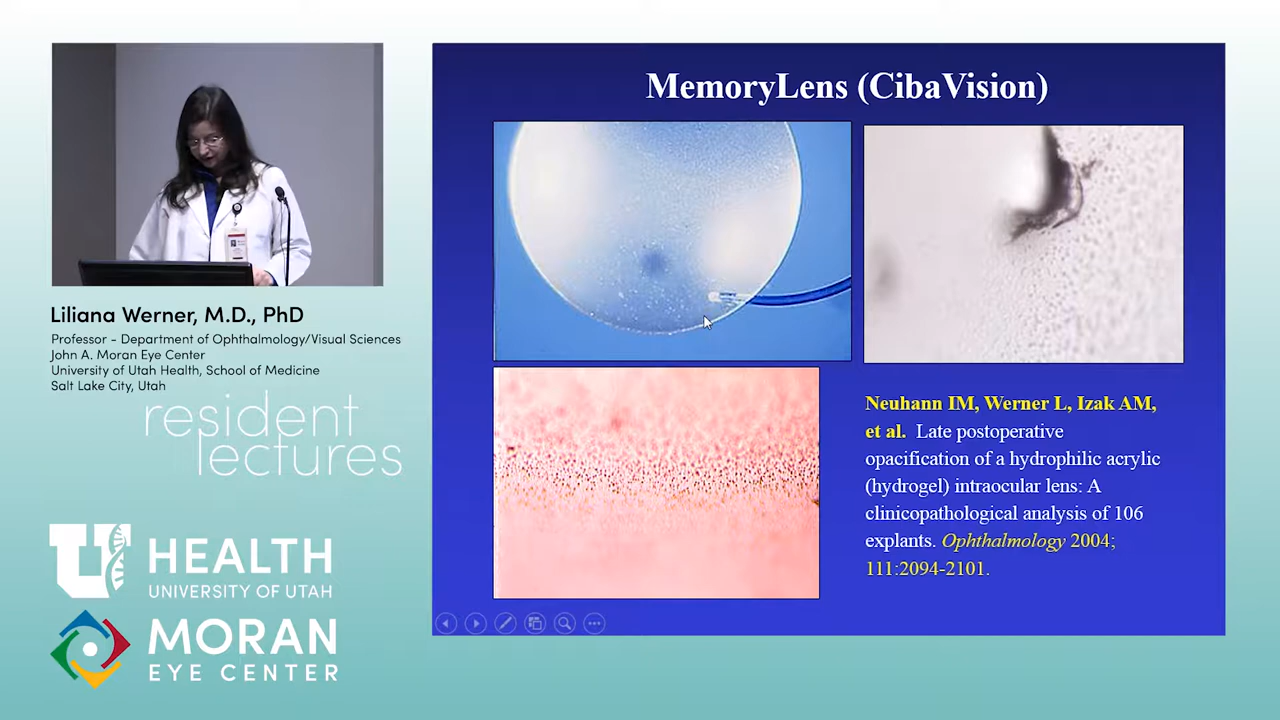 MemoryLens (CibaVision)
Neuhann IM, Werner L, Izak AM,
et al. Late postoperative
opacification of a hydrophilic acrylic
(hydrogel) intraocular lens: A
clinicopathological analysis of 106
explants. Ophthalmology 2004;
111:2094-2101.
Liliana Werner, M.D., PhD
Professor - Department of Ophthalmology/Visual Sciences
John A. Moran Eye Center
University of Utah Health, School of Medicine
Salt Lake City, Utah
resident
lectures
U HEALTH
UNIVERSITY OF UTAH
MORAN
EYE CENTER